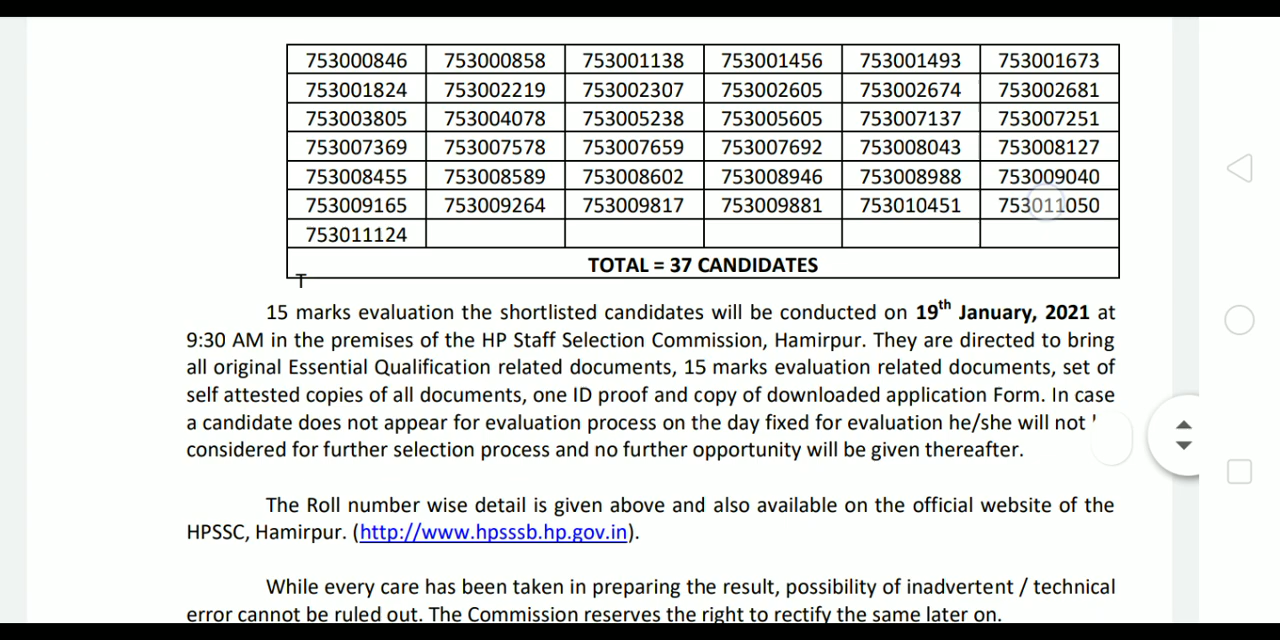 753000846 753000858 753001138 753001456 753001493 753001673
753001824 753002219 753002307 753002605 753002674 753002681
753003805 753004078 753005238 753005605 753007137 753007251
753007369 753007578 753007659 753007692 753008043 753008127
753008455 753008589 753008602 753008946 753008988 753009040
753009165 753009264 753009817 753009881 753010451 753011050
753011124
TOTAL = 37 CANDIDATES
T
15 marks evaluation the shortlisted candidates will be conducted on 19th January, 2021 at
9:30 AM in the premises of the HP Staff Selection Commission, Hamirpur. They are directed to bring
all original Essential Qualification related documents, 15 marks evaluation related documents, set of
self attested copies of all documents, one ID proof and copy of downloaded application Form. In case
a candidate does not appear for evaluation process on the day fixed for evaluation he/she will not
considered for further selection process and no further opportunity will be given thereafter.
The Roll number wise detail is given above and also available on the official website of the
HPSSC, Hamirpur. (http://www.hpsssb.hp.gov.in).
While every care has been taken in preparing the result, possibility of inadvertent / technical
error cannot be ruled out. The Commission reserves the right to rectify the same later on.